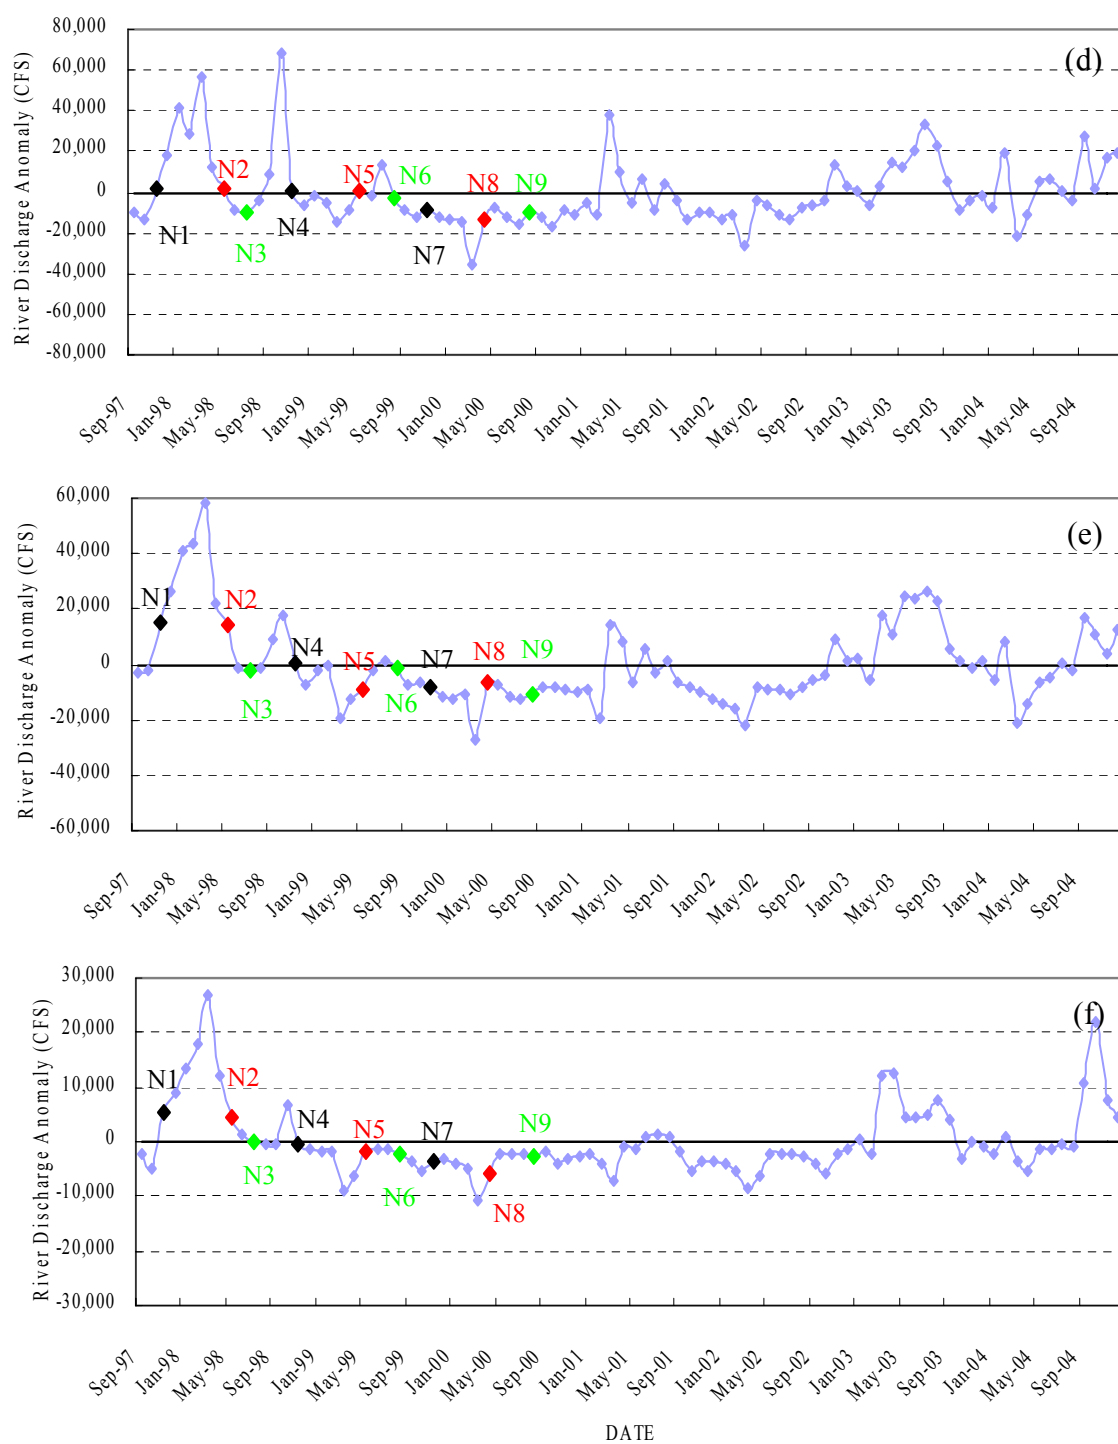 (d)
River Discharge Anomaly (CFS)
80,000
60,000
40,000
20,000
0
-20,000
-40,000
-60,000
-80,000
N1
N2
N3
N4
N5
N6
N7
N8
N9
Sep-97
Jan-98
May-98
Sep-98
Jan-99
May-99
Sep-99
Jan-00
May-00
Sep-00
Jan-01
May-01
Sep-01
Jan-02
May-02
Sep-02
Jan-03
May-03
Sep-03
Jan-04
May-04
Sep-04
(e)
River Discharge Anomaly (CFS)
60,000
40,000
20,000
0
-20,000
-40,000
-60,000
N1
N2
N3
N4
N5
N6
N7
N8
N9
Sep-97
Jan-98
May-98
Sep-98
Jan-99
May-99
Sep-99
Jan-00
May-00
Sep-00
Jan-01
May-01
Sep-01
Jan-02
May-02
Sep-02
Jan-03
May-03
Sep-03
Jan-04
May-04
Sep-04
(f)
River Discharge Anomaly (CFS)
30,000
20,000
10,000
0
-10,000
-20,000
-30,000
N1
N2
N3
N4
N5
N6
N7
N8
N9
Sep-97
Jan-98
May-98
Sep-98
Jan-99
May-99
Sep-99
Jan-00
May-00
Sep-00
Jan-01
May-01
Sep-01
Jan-02
May-02
Sep-02
Jan-03
May-03
Sep-03
Jan-04
May-04
Sep-04
DATE